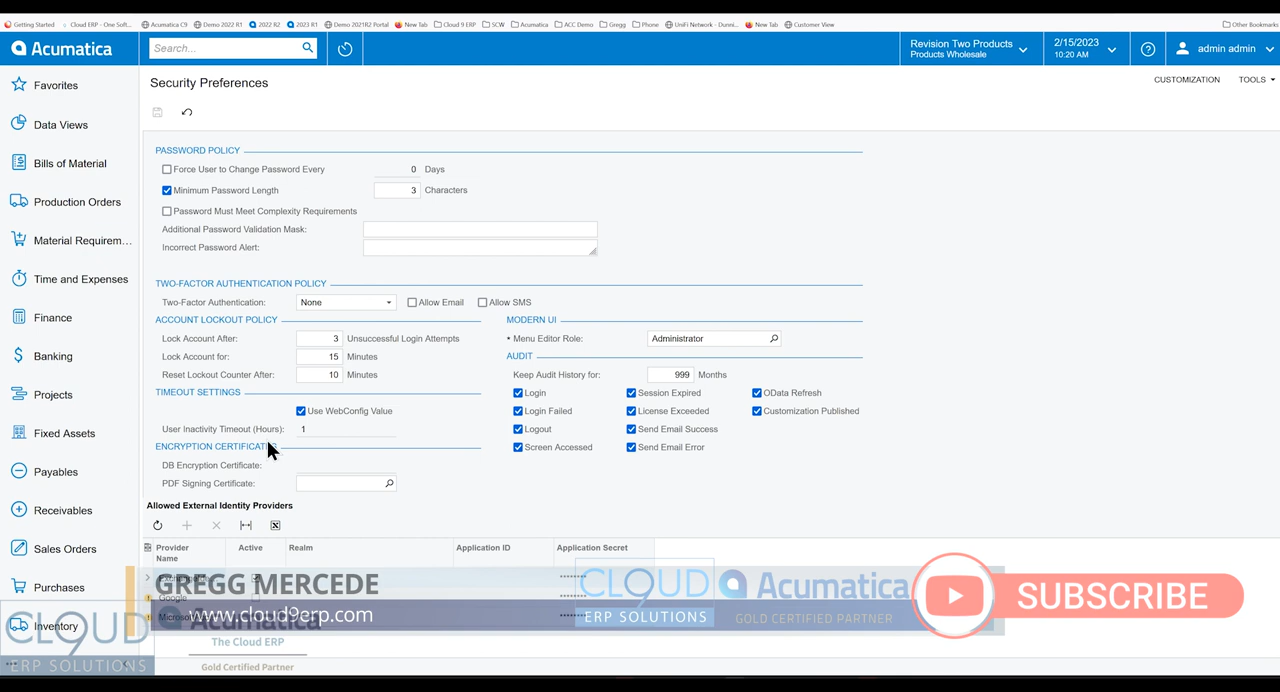 Getting Started Cloud ERP - One Soft... Acumatica C9 Demo 2022 R1 2022 R2 2023 R1 Demo 2021R2 Portal New Tab Cloud 9 ERP SCW Acumatica ACC Demo Gregg Phone UniFi Network - Dunni... New Tab Customer View Other Bookmarks
Acumatica Search... Revision Two Products 2/15/2023 admin admin
Products Wholesale 10:20 AM
Favorites
Data Views
Bills of Material
Production Orders
Material Requirem...
Time and Expenses
Finance
Banking
Projects
Fixed Assets
Payables
Receivables
Sales Orders
Purchases
Inventory
Security Preferences
CUSTOMIZATION TOOLS
PASSWORD POLICY
Force User to Change Password Every 0 Days
Minimum Password Length 3 Characters
Password Must Meet Complexity Requirements
Additional Password Validation Mask:
Incorrect Password Alert:
TWO-FACTOR AUTHENTICATION POLICY
Two-Factor Authentication: None Allow Email Allow SMS
ACCOUNT LOCKOUT POLICY
Lock Account After: 3 Unsuccessful Login Attempts
Lock Account for: 15 Minutes
Reset Lockout Counter After: 10 Minutes
TIMEOUT SETTINGS
Use WebConfig Value
User Inactivity Timeout (Hours): 1
ENCRYPTION CERTIFICATES
DB Encryption Certificate:
PDF Signing Certificate:
MODERN UI
Menu Editor Role: Administrator
AUDIT
Keep Audit History for: 999 Months
Login Session Expired OData Refresh
Login Failed License Exceeded Customization Published
Logout Send Email Success
Screen Accessed Send Email Error
Allowed External Identity Providers
Provider Name Active Realm Application ID Application Secret
Google
GREGG MERCEDE
www.cloud9erp.com
CLOUD
ERP SOLUTIONS
Acumatica
GOLD CERTIFIED PARTNER
SUBSCRIBE
CLOUD
ERP SOLUTIONS
Acumatica
The Cloud ERP
Gold Certified Partner